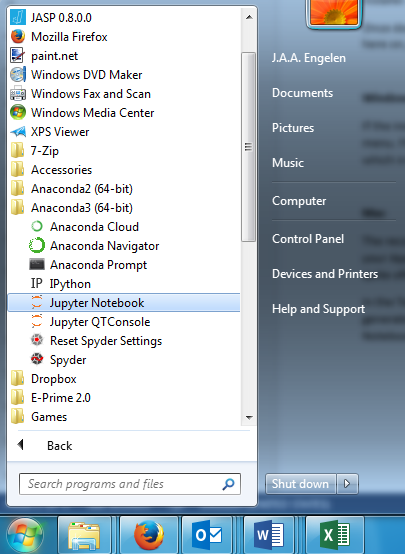 JASP 0.8.0.0
Mozilla Firefox
paint.net
Windows DVD Maker
Windows Fax and Scan
Windows Media Center
XPS Viewer
7-Zip
Accessories
Anaconda2 (64-bit)
Anaconda3 (64-bit)
Anaconda Cloud
Anaconda Navigator
Anaconda Prompt
IP IPython
Jupyter Notebook
Jupyter QTConsole
Reset Spyder Settings
Spyder
Dropbox
E-Prime 2.0
Games
Back
Search programs and files
J.A.A. Engelen
Documents
Pictures
Music
Computer
Control Panel
Devices and Printers
Help and Support
Shut down